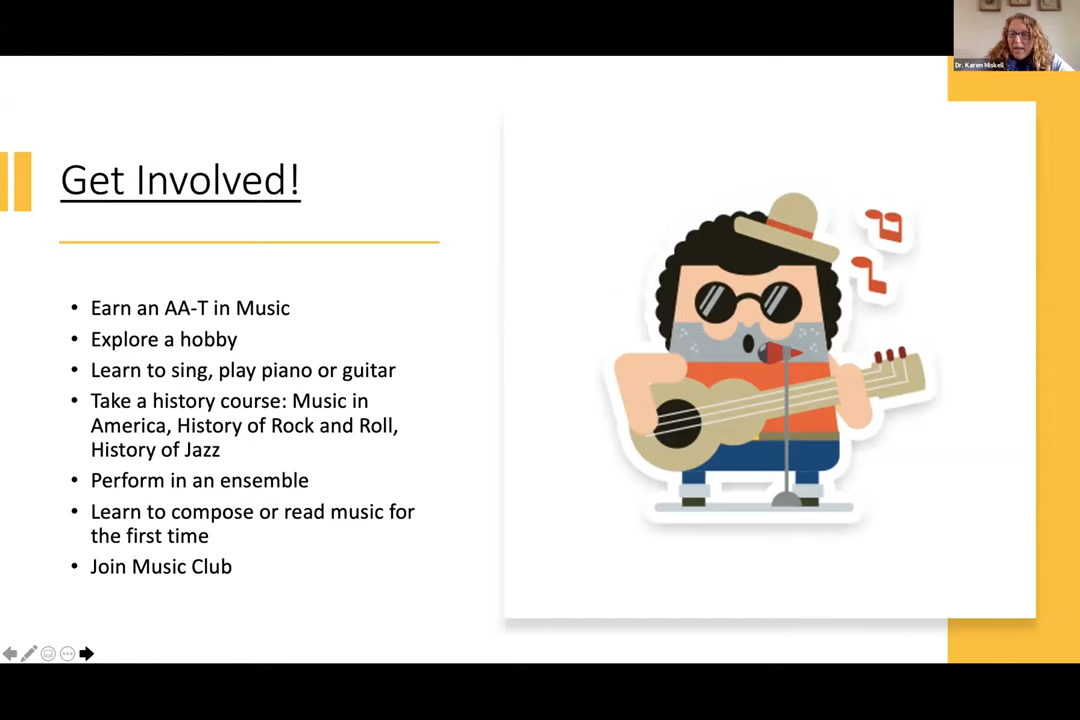 Dr. Karen Miskell
Get Involved!
• Earn an AA-T in Music
• Explore a hobby
• Learn to sing, play piano or guitar
• Take a history course: Music in
America, History of Rock and Roll,
History of Jazz
• Perform in an ensemble
• Learn to compose or read music for
the first time
• Join Music Club